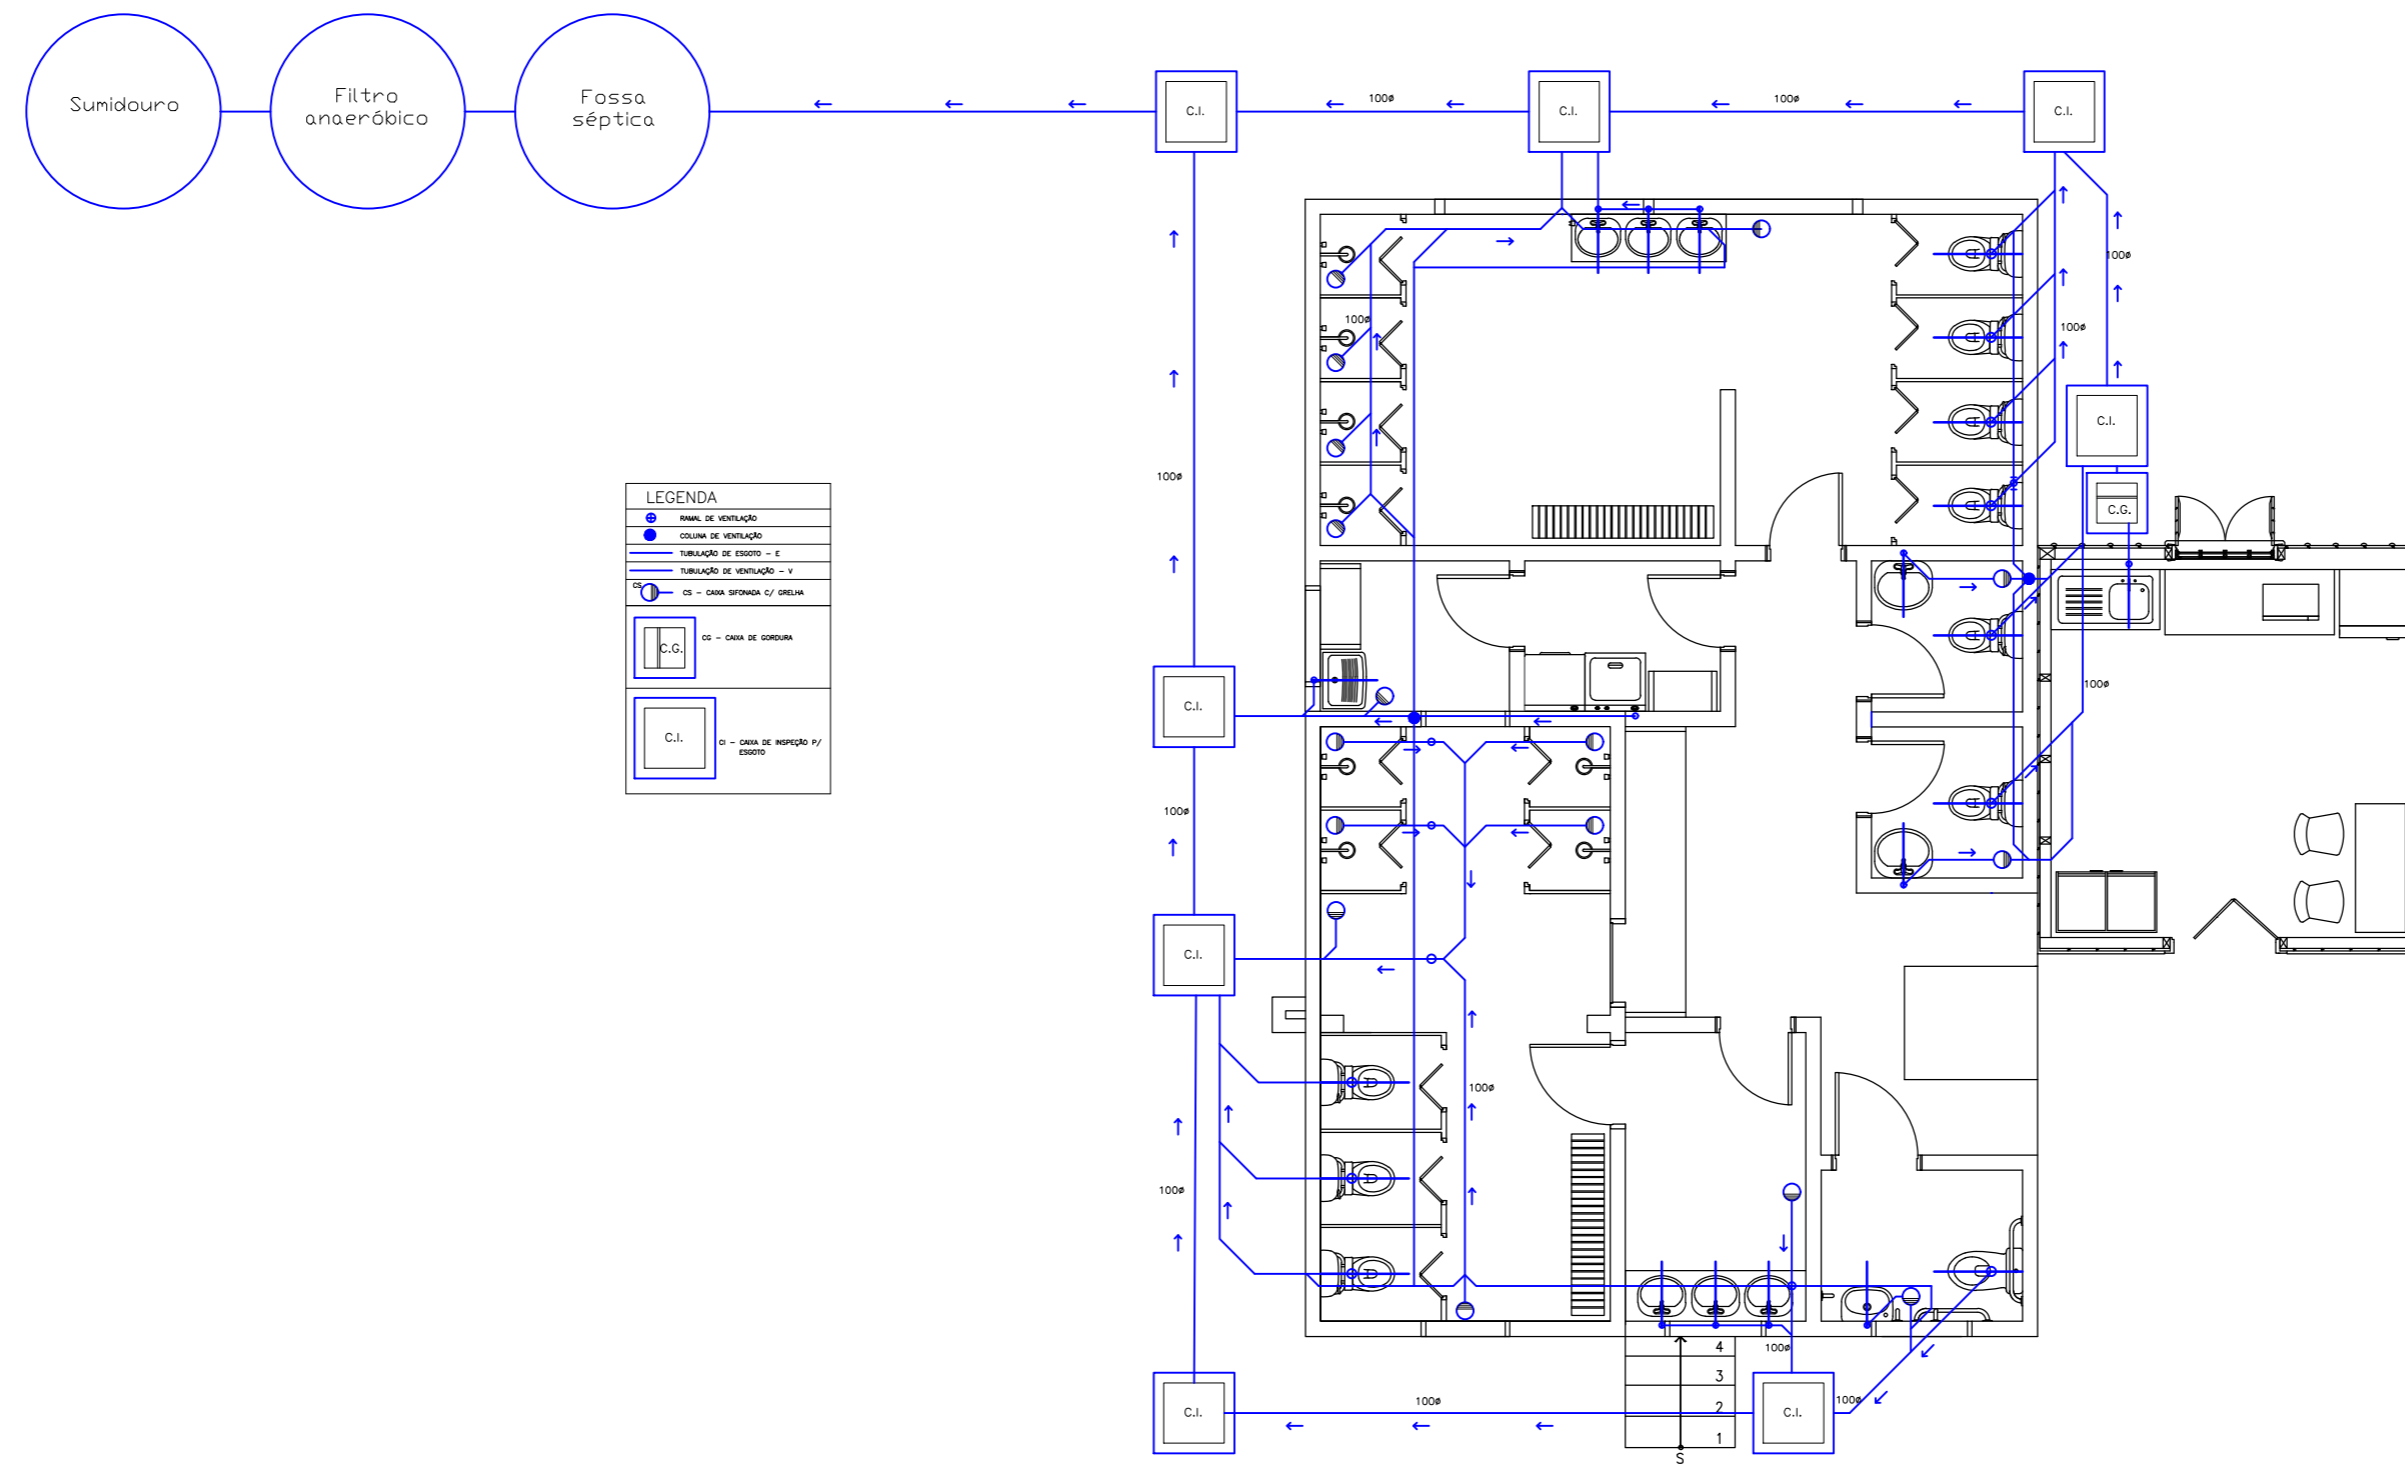 Sumidouro
Filtro
anaeróbico
Fossa
séptica
C.I.
100ø
C.I.
100ø
C.I.
100ø
100ø
100ø
C.I.
100ø
C.G.
LEGENDA
RAMAL DE VENTILAÇÃO
COLUNA DE VENTILAÇÃO
TUBULAÇÃO DE ESGOTO - E
TUBULAÇÃO DE VENTILAÇÃO - V
CS
CS - CAIXA SIFONADA C/ GRELHA
C.G.
CG - CAIXA DE GORDURA
C.I.
CI - CAIXA DE INSPEÇÃO P/
ESGOTO
C.I.
100ø
100ø
C.I.
100ø
100ø
4
100ø
3
2
1
S
C.I.
100ø
C.I.
100ø